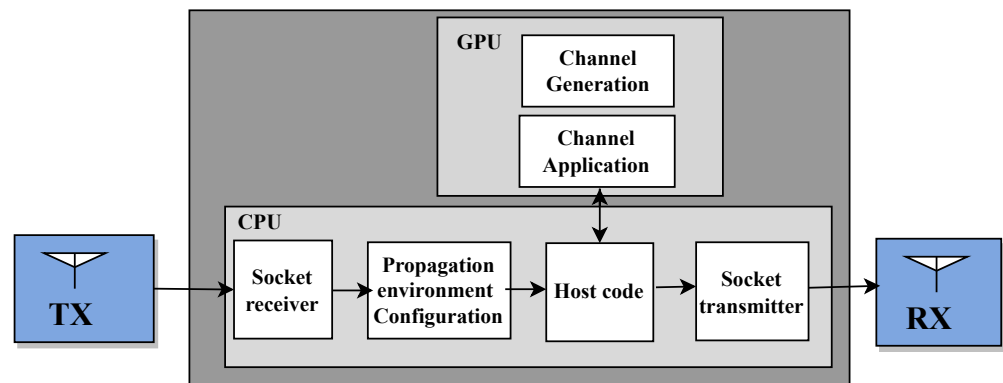 GPU
Channel
Generation
Channel
Application
CPU
TX
Socket
receiver
Propagation
environment
Configuration
Host code
Socket
transmitter
RX